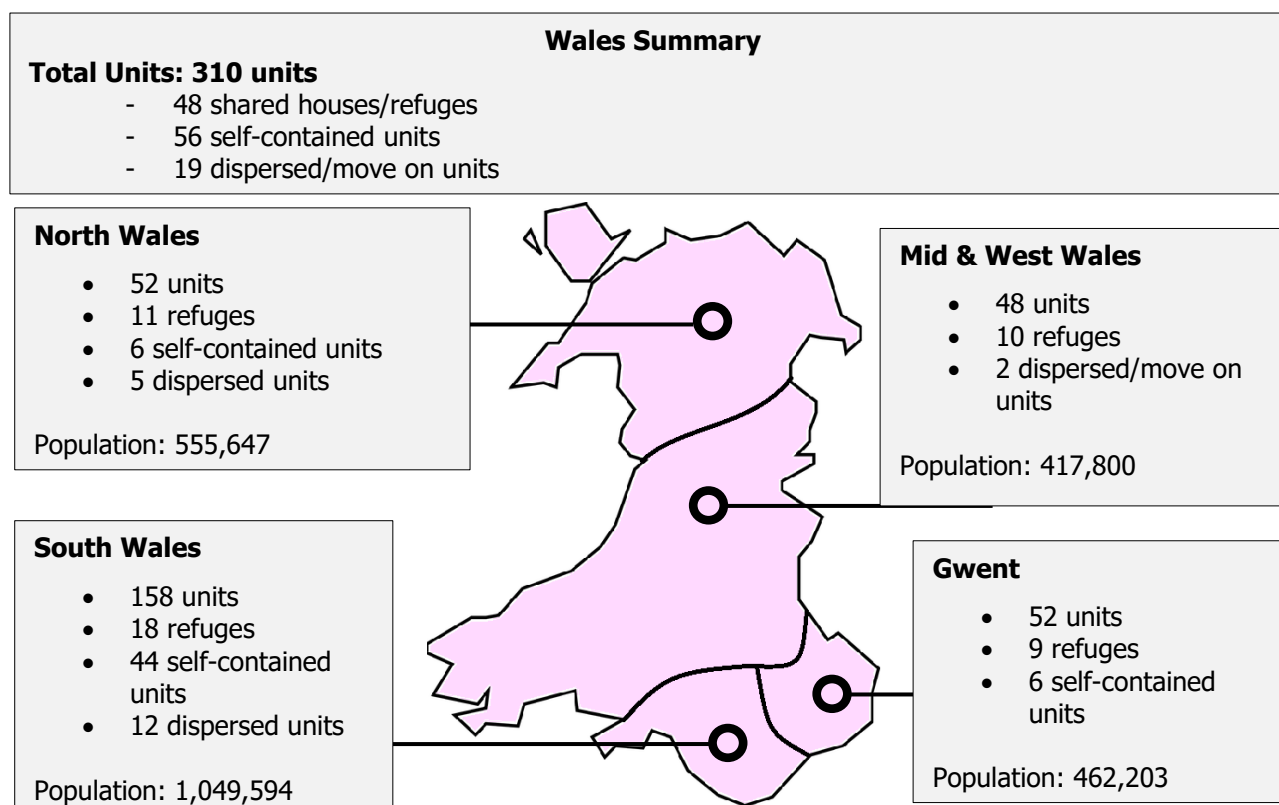 Wales Summary
Total Units: 310 units
- 48 shared houses/refuges
- 56 self-contained units
- 19 dispersed/move on units
North Wales
• 52 units
• 11 refuges
• 6 self-contained units
• 5 dispersed units
Population: 555,647
Mid & West Wales
• 48 units
• 10 refuges
• 2 dispersed/move on
units
Population: 417,800
South Wales
• 158 units
• 18 refuges
• 44 self-contained
units
• 12 dispersed units
Population: 1,049,594
Gwent
• 52 units
• 9 refuges
• 6 self-contained
units
Population: 462,203